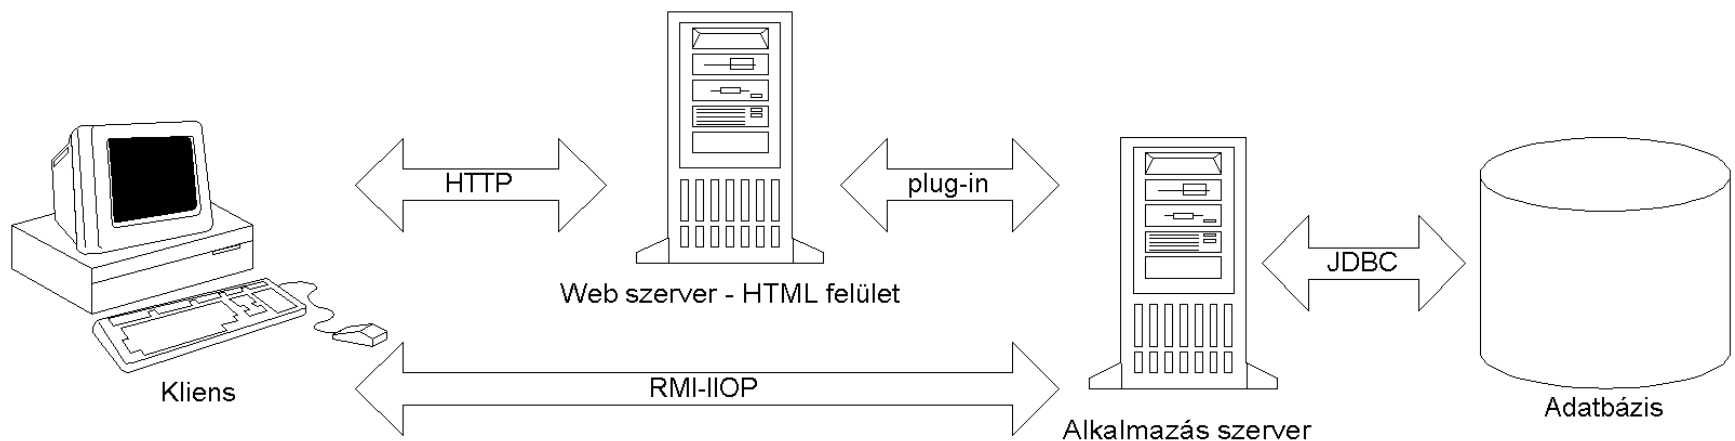 HTTP
plug-in
JDBC
Web szerver - HTML felület
Kliens
RMI-IIOP
Adatbázis
Alkalmazás szerver